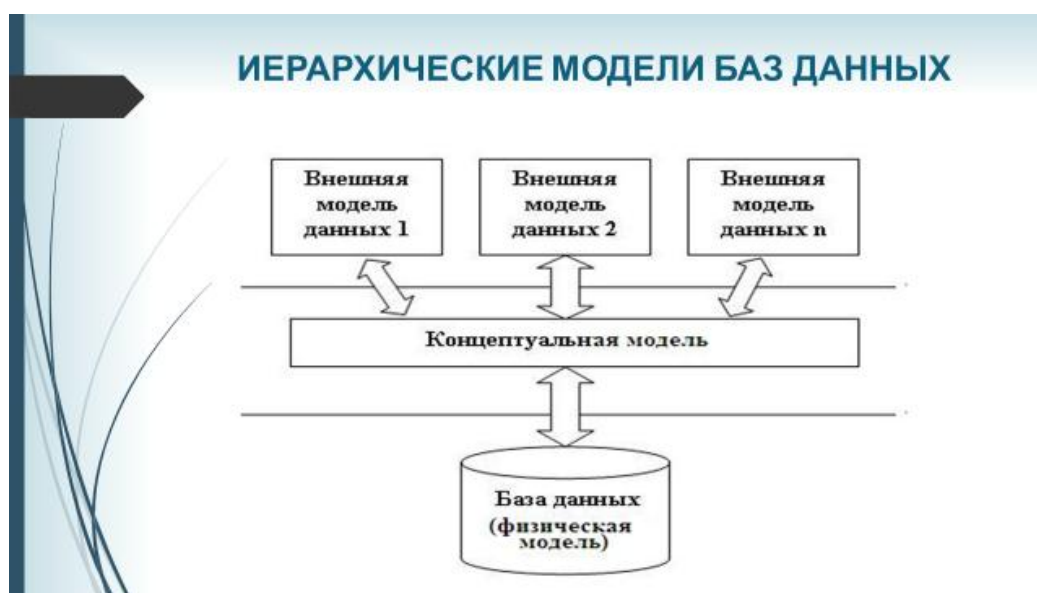 ИЕРАРХИЧЕСКИЕ МОДЕЛИ БАЗ ДАННЫХ
Внешняя
модель
данных 1
Внешняя
модель
данных 2
Внешняя
модель
данных n
Концептуальная модель
База данных
(физическая
модель)